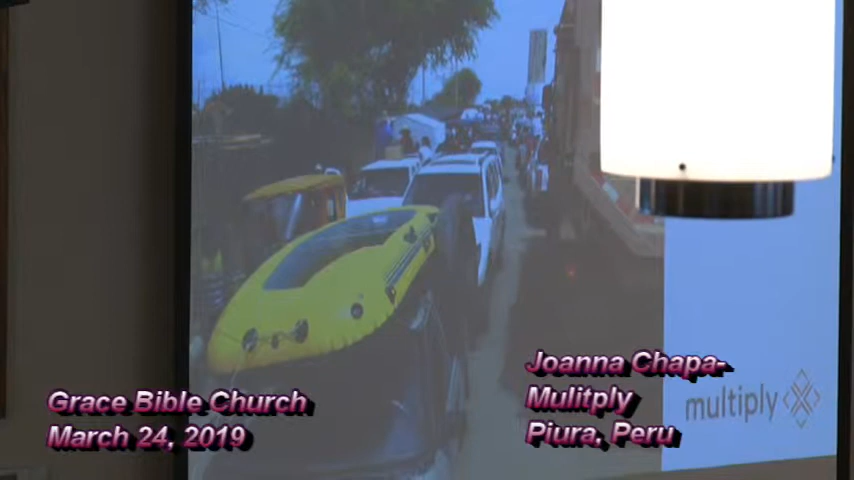 Grace Bible Church
March 24, 2019
Joanna Chapa-
Mulitply
Piura, Peru
multiply